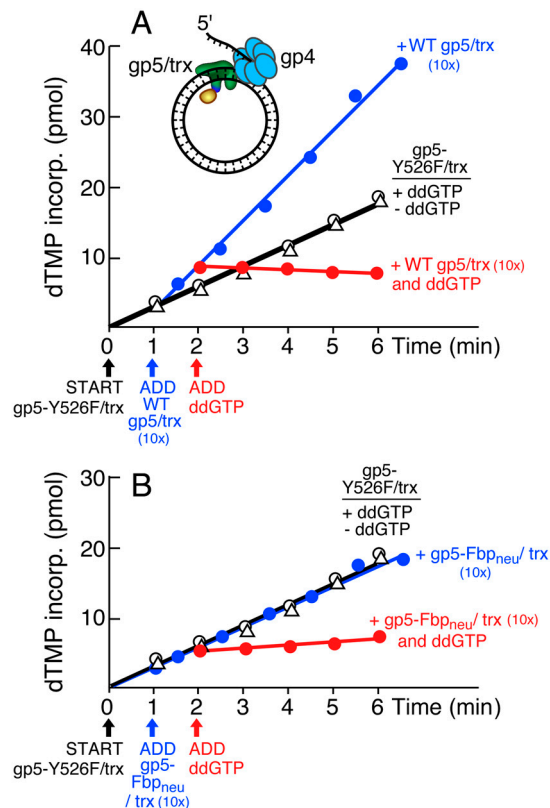 A
5'
gp5/trx
gp4
+ WT gp5/trx
(10x)
gp5-
Y526F/trx
+ ddGTP
- ddGTP
+ WT gp5/trx (10x)
and ddGTP
dTMP incorp. (pmol)
40
30
20
10
0 1 2 3 4 5 6 Time (min)
START
gp5-Y526F/trx
ADD
WT
gp5/trx
(10x)
ADD
ddGTP
B
gp5-
Y526F/trx
+ ddGTP
- ddGTP
+ gp5-Fbpneu/ trx
(10x)
+ gp5-Fbpneu/ trx (10x)
and ddGTP
dTMP incorp. (pmol)
30
20
10
0 1 2 3 4 5 6 Time (min)
START
gp5-Y526F/trx
ADD
gp5-
Fbpneu
/ trx (10x)
ADD
ddGTP